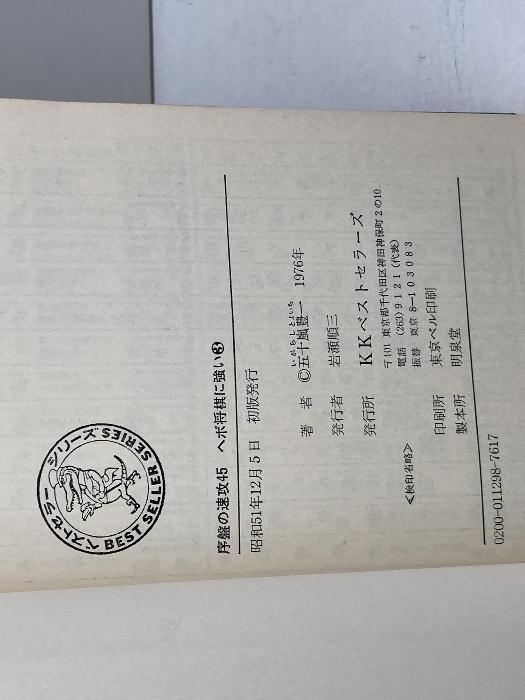 ベストセラーシリーズ
BEST SELLER SERIES
序盤の速攻45 ヘボ将棋に強い③
昭和51年12月5日 初版発行
いがらしとよいち
著者 ©五十嵐豊一 1976年
発行者 岩瀬順三
発行所 KKベストセラーズ
〒101 東京都千代田区神田神保町2の10
電話 (263)9121(代表)
振替 東京8-103083
印刷所 東京ベル印刷
製本所 明泉堂
<検印省略>
0200-011298-7617